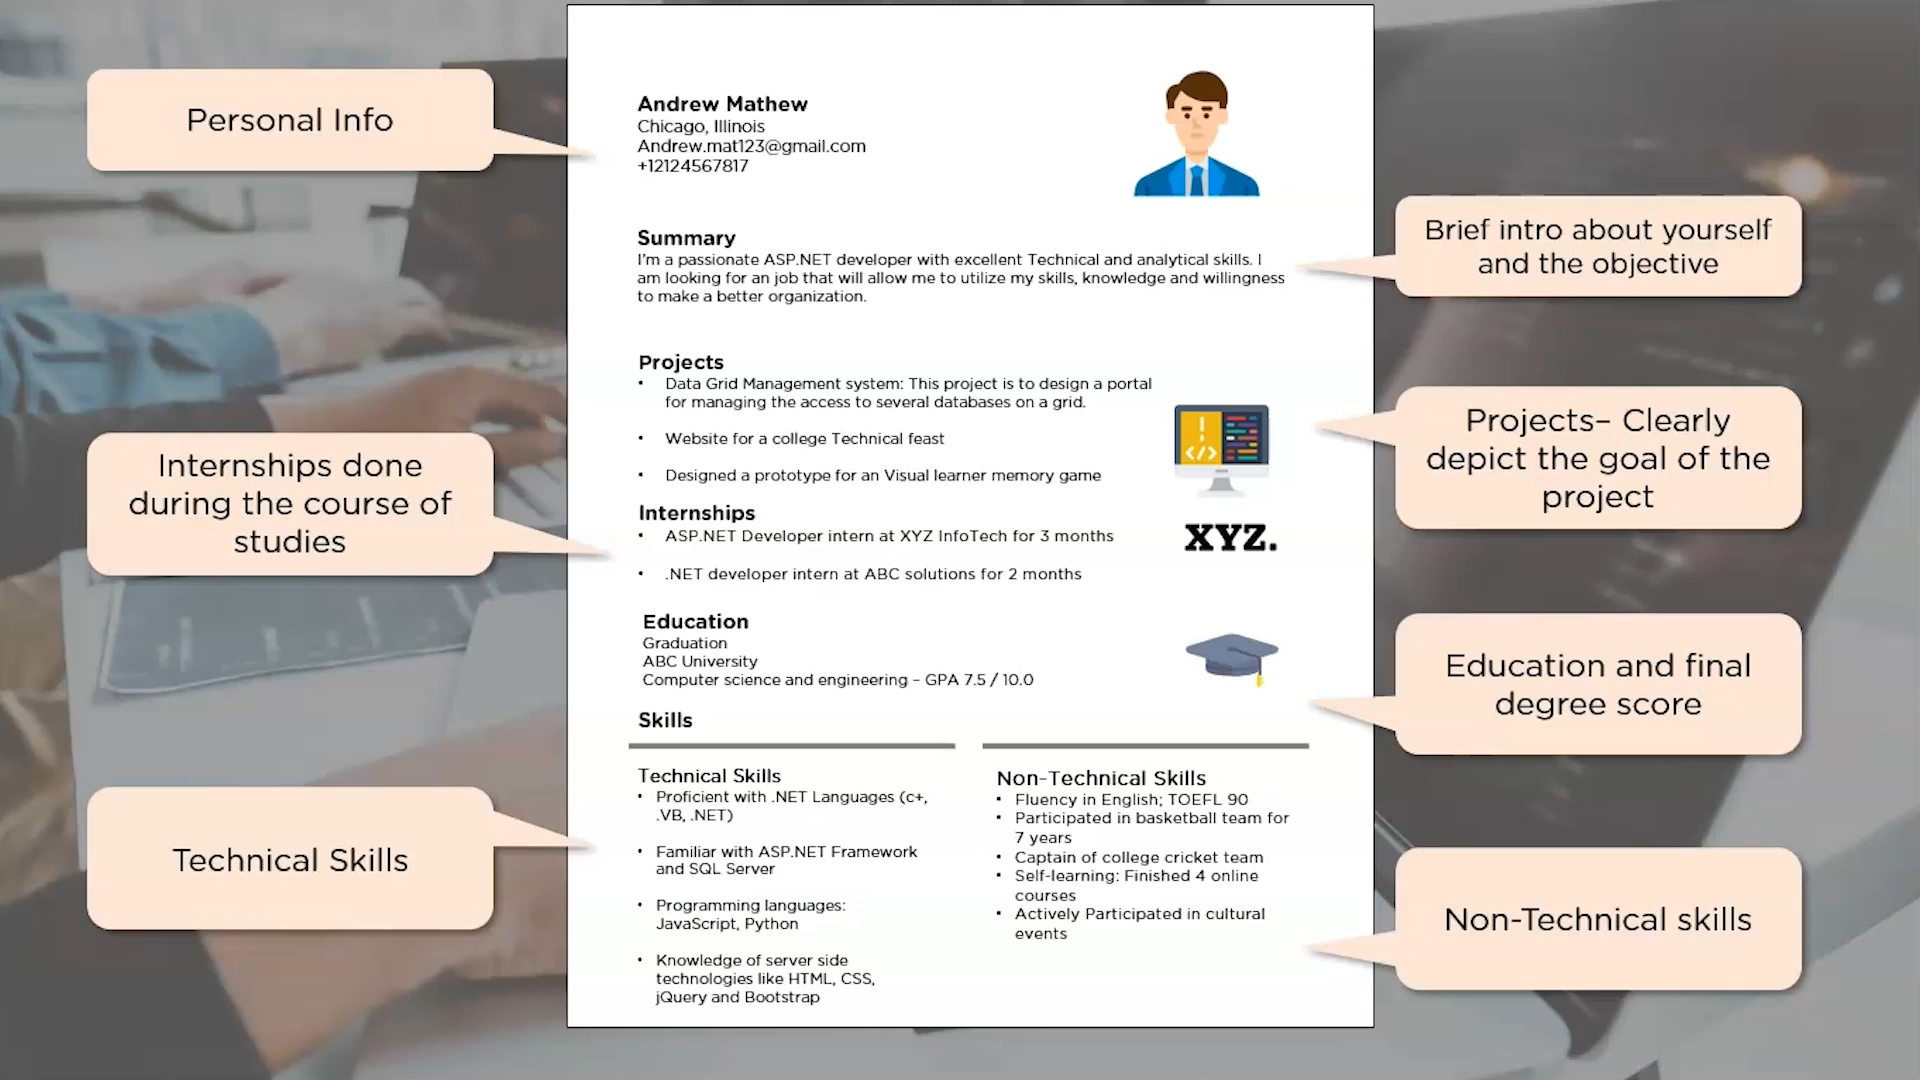 Personal Info
Andrew Mathew
Chicago, Illinois
Andrew.mat123@gmail.com
+12124567817
Summary
I'm a passionate ASP.NET developer with excellent Technical and analytical skills. I
am looking for an job that will allow me to utilize my skills, knowledge and willingness
to make a better organization.
Brief intro about yourself
and the objective
Projects
• Data Grid Management system: This project is to design a portal
for managing the access to several databases on a grid.
• Website for a college Technical feast
• Designed a prototype for an Visual learner memory game
Projects– Clearly
depict the goal of the
project
Internships done
during the course of
studies
Internships
• ASP.NET Developer intern at XYZ InfoTech for 3 months
• .NET developer intern at ABC solutions for 2 months
XYZ.
Education
Graduation
ABC University
Computer science and engineering – GPA 7.5 / 10.0
Education and final
degree score
Skills
Technical Skills
Technical Skills
• Proficient with .NET Languages (c+,
.VB, .NET)
• Familiar with ASP.NET Framework
and SQL Server
• Programming languages:
JavaScript, Python
• Knowledge of server side
technologies like HTML, CSS,
jQuery and Bootstrap
Non-Technical Skills
• Fluency in English; TOEFL 90
• Participated in basketball team for
7 years
• Captain of college cricket team
• Self-learning: Finished 4 online
courses
• Actively Participated in cultural
events
Non-Technical skills